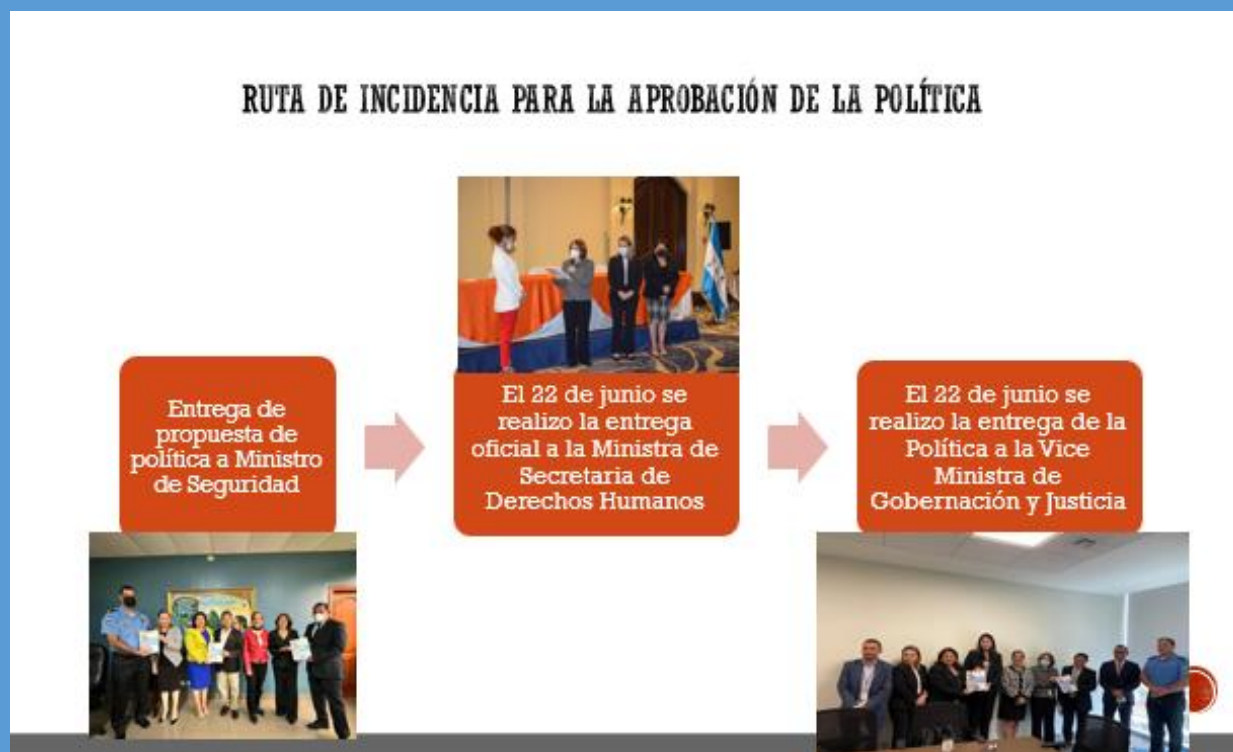 RUTA DE INCIDENCIA PARA LA APROBACIÓN DE LA POLÍTICA
Entrega de
propuesta de
política a Ministro
de Seguridad
El 22 de junio se
realizo la entrega
oficial a la Ministra de
Secretaria de
Derechos Humanos
El 22 de junio se
realizo la entrega de la
Política a la Vice
Ministra de
Gobernación y Justicia